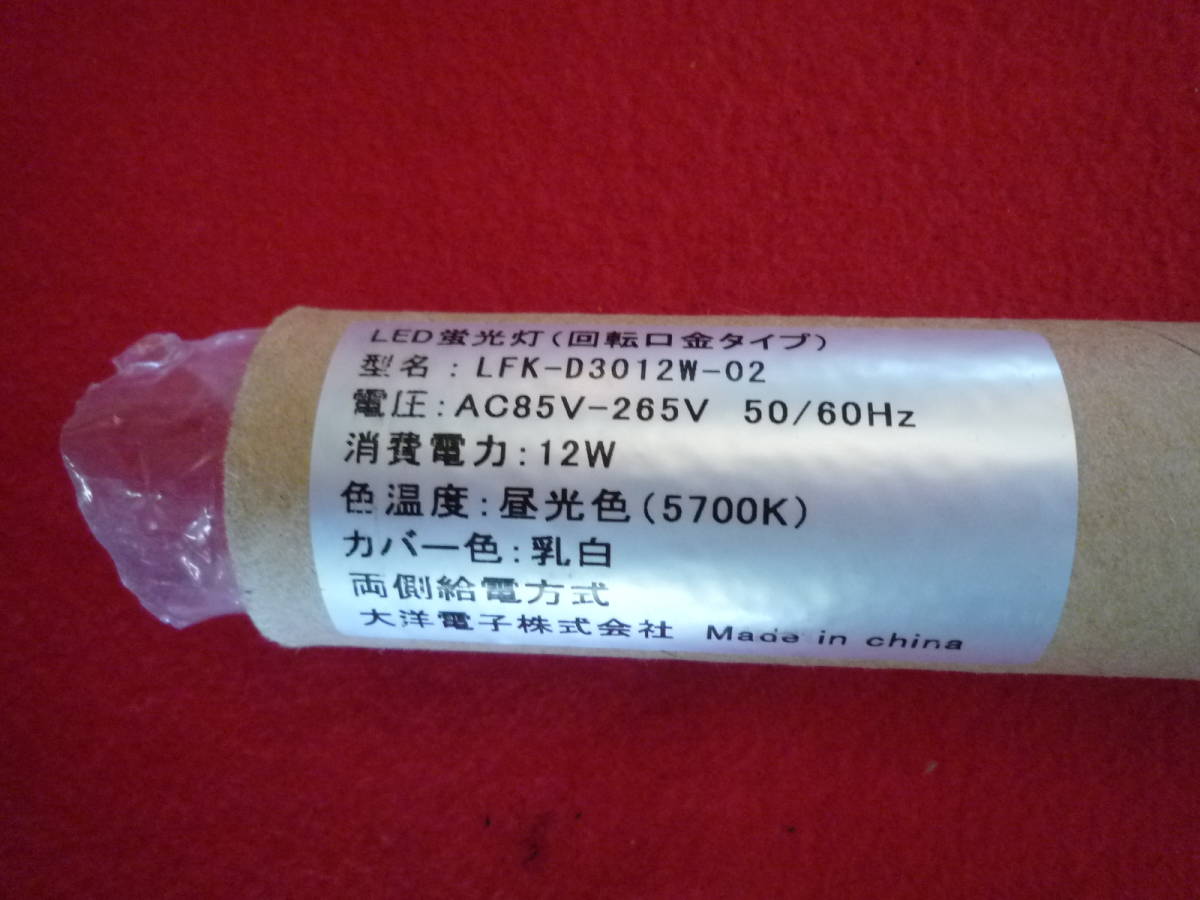 LED蛍光灯(回転口金タイプ)
型名:LFK-D3012W-02
電圧:AC85V-265V 50/60Hz
消費電力:12W
色温度:昼光色(5700K)
カバー色:乳白
両側給電方式
大洋電子株式会社 Made in china